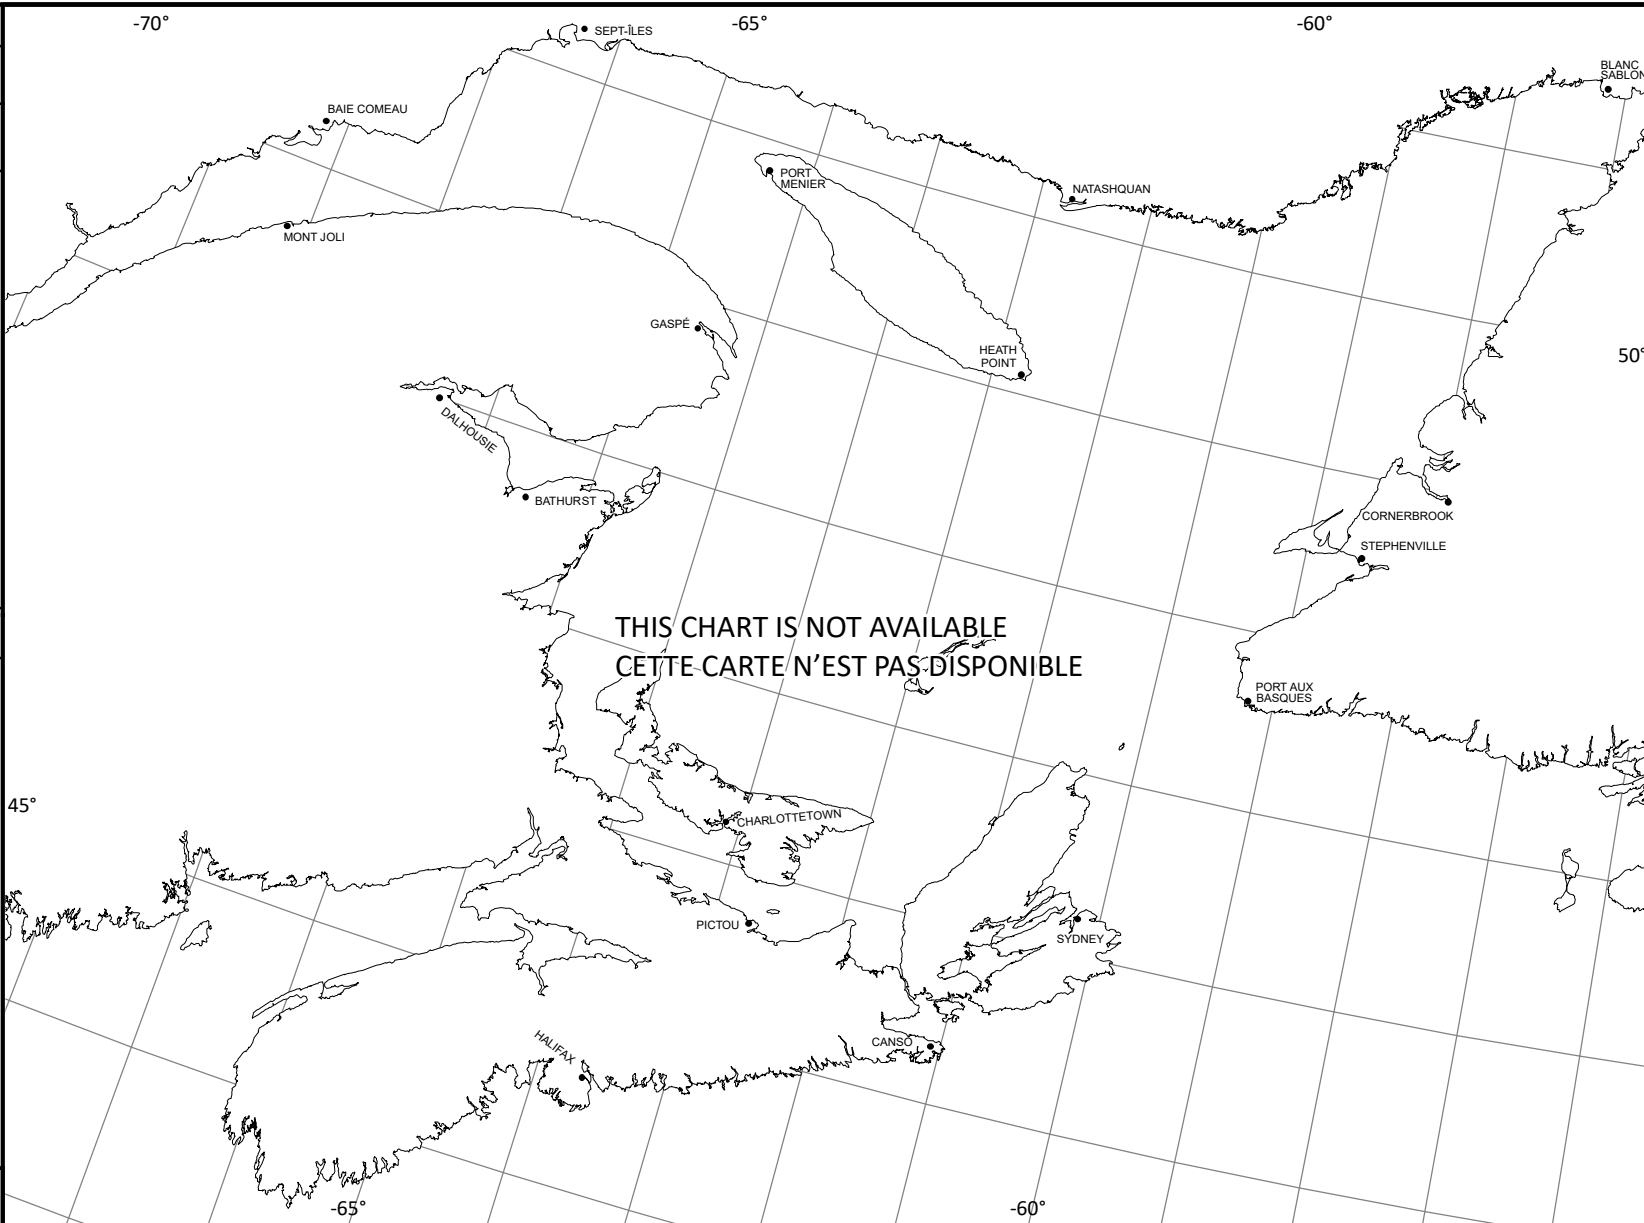 -70°
-65°
-60°
SEPT-ÎLES
BLANC
SABLON
BAIE COMEAU
PORT
MENIER
NATASHQUAN
MONT JOLI
GASPÉ
HEATH
POINT
50°
DALHOUSIE
BATHURST
CORNERBROOK
STEPHENVILLE
THIS CHART IS NOT AVAILABLE
CETTE CARTE N'EST PAS DISPONIBLE
PORT AUX
BASQUES
45°
CHARLOTTETOWN
PICTOU
SYDNEY
HALIFAX
CANSO
-65°
-60°